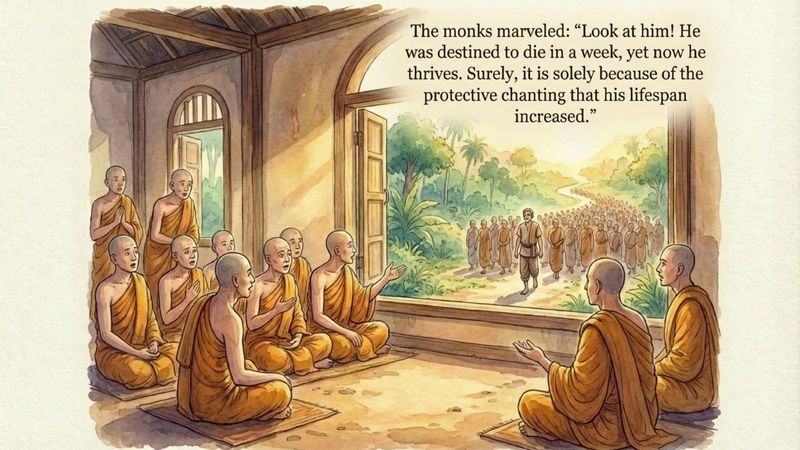 The monks marveled: “Look at him! He
was destined to die in a week, yet now he
thrives. Surely, it is solely because of the
protective chanting that his lifespan
increased.”